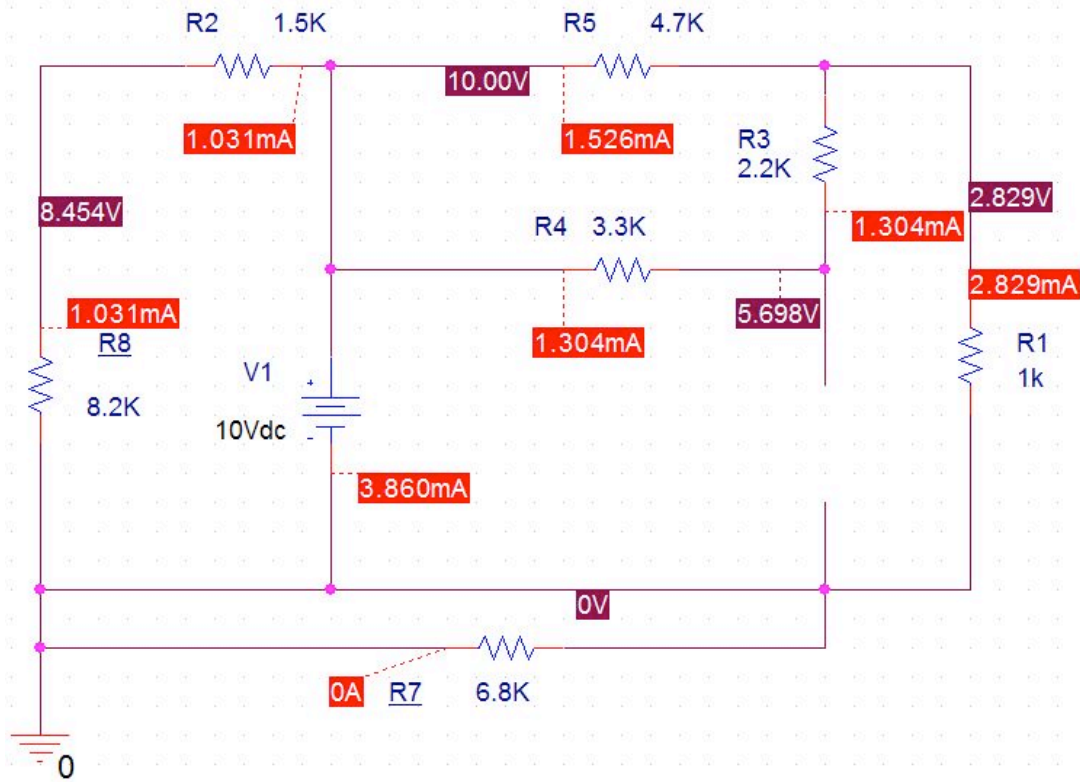 R2 1.5K
R5 4.7K
10.00V
1.031mA
1.526mA
R3
2.2K
8.454V
2.829V
R4 3.3K
1.304mA
1.031mA
2.829mA
R8
1.304mA
5.698V
R1
1k
V1
+
8.2K
10Vdc
-
3.860mA
0V
0A
R7
6.8K
0